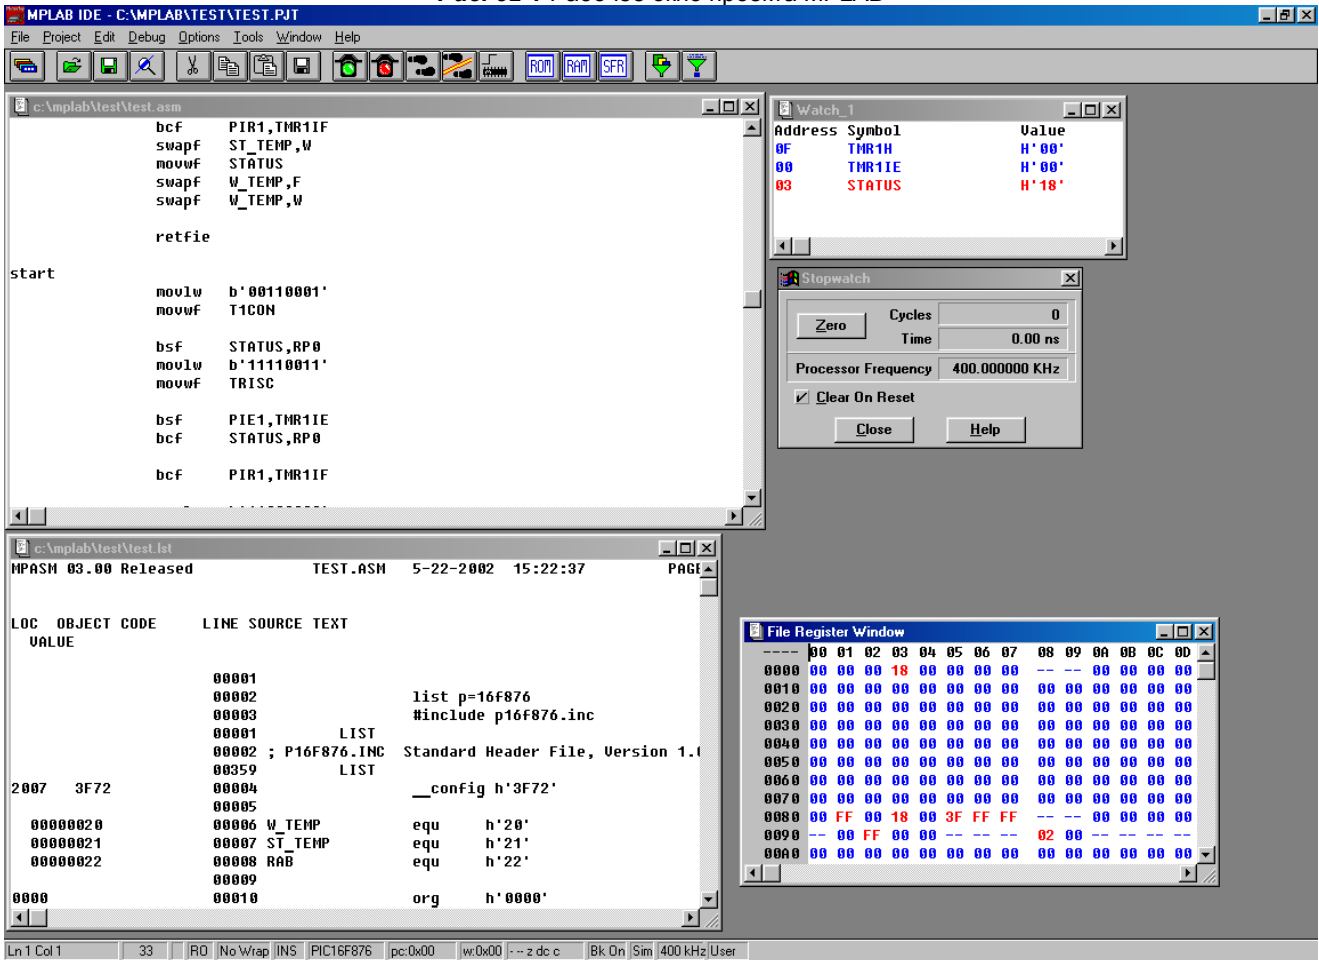 MPLAB IDE - C:\MPLAB\TEST\TEST.PJT
File Project Edit Debug Options Tools Window Help
ROM RAM SFR
c:\mplab\test\test.asm
bcf PIR1,TMR1IF
swapf ST_TEMP,W
movwf STATUS
swapf W_TEMP,F
swapf W_TEMP,W
retfie
start
movlw b'00110001'
movwf T1CON
bsf STATUS,RP0
movlw b'11110011'
movwf TRISC
bsf PIE1,TMR1IE
bcf STATUS,RP0
bcf PIR1,TMR1IF
Watch_1
Address Symbol Value
0F TMR1H H'00'
00 TMR1IE H'00'
03 STATUS H'18'
Stopwatch
Zero Cycles 0
Time 0.00 ns
Processor Frequency 400.000000 KHz
Clear On Reset
Close Help
c:\mplab\test\test.lst
MPASM 03.00 Released TEST.ASM 5-22-2002 15:22:37 PAGE
LOC OBJECT CODE LINE SOURCE TEXT
VALUE
00001
00002 list p=16f876
00003 #include p16f876.inc
00001 LIST
00002 ; P16F876.INC Standard Header File, Version 1.0
00359 LIST
2007 3F72 00004 __config h'3F72'
00005
00000020 00006 W_TEMP equ h'20'
00000021 00007 ST_TEMP equ h'21'
00000022 00008 RAB equ h'22'
00009
0000 00010 org h'0000'
File Register Window
---- 00 01 02 03 04 05 06 07 08 09 0A 0B 0C 0D
0000 00 00 00 18 00 00 00 00 -- -- 00 00 00 00
0010 00 00 00 00 00 00 00 00 00 00 00 00 00 00
0020 00 00 00 00 00 00 00 00 00 00 00 00 00 00
0030 00 00 00 00 00 00 00 00 00 00 00 00 00 00
0040 00 00 00 00 00 00 00 00 00 00 00 00 00 00
0050 00 00 00 00 00 00 00 00 00 00 00 00 00 00
0060 00 00 00 00 00 00 00 00 00 00 00 00 00 00
0070 00 00 00 00 00 00 00 00 00 00 00 00 00 00
0080 00 FF 00 18 00 3F FF FF -- -- 00 00 00 00
0090 -- 00 FF 00 00 -- -- -- 02 00 -- -- -- --
00A0 00 00 00 00 00 00 00 00 00 00 00 00 00 00
Ln 1 Col 1 33 RO No Wrap INS PIC16F876 pc:0x00 w:0x00 - -- z dc c Bk On Sim 400 kHz User